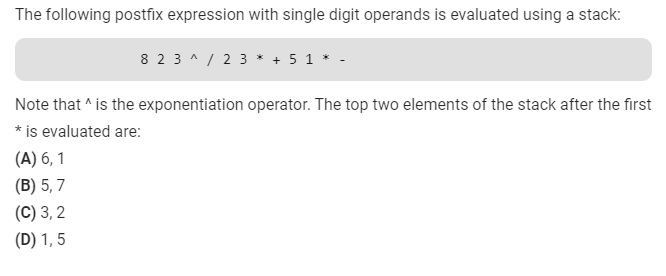 The following postfix expression with single digit operands is evaluated using a stack:
8 2 3 ^ / 2 3 * + 5 1 * -
Note that ^ is the exponentiation operator. The top two elements of the stack after the first
* is evaluated are:
(A) 6, 1
(B) 5, 7
(C) 3, 2
(D) 1, 5